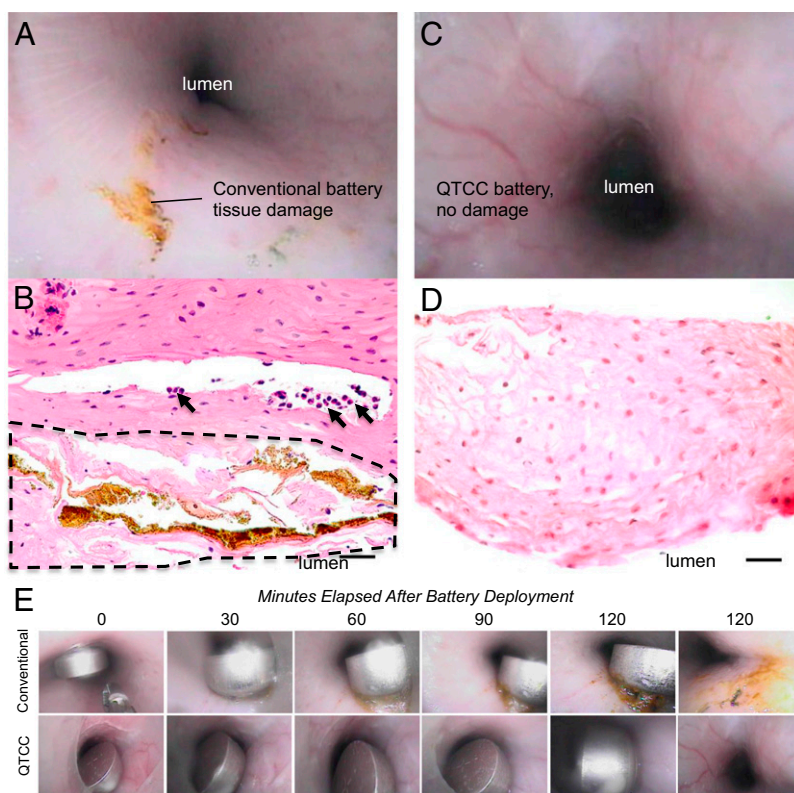 A
lumen
Conventional battery
tissue damage
C
lumen
QTCC battery,
no damage
B
lumen
D
lumen
E
Minutes Elapsed After Battery Deployment
0 30 60 90 120 120
Conventional
QTCC